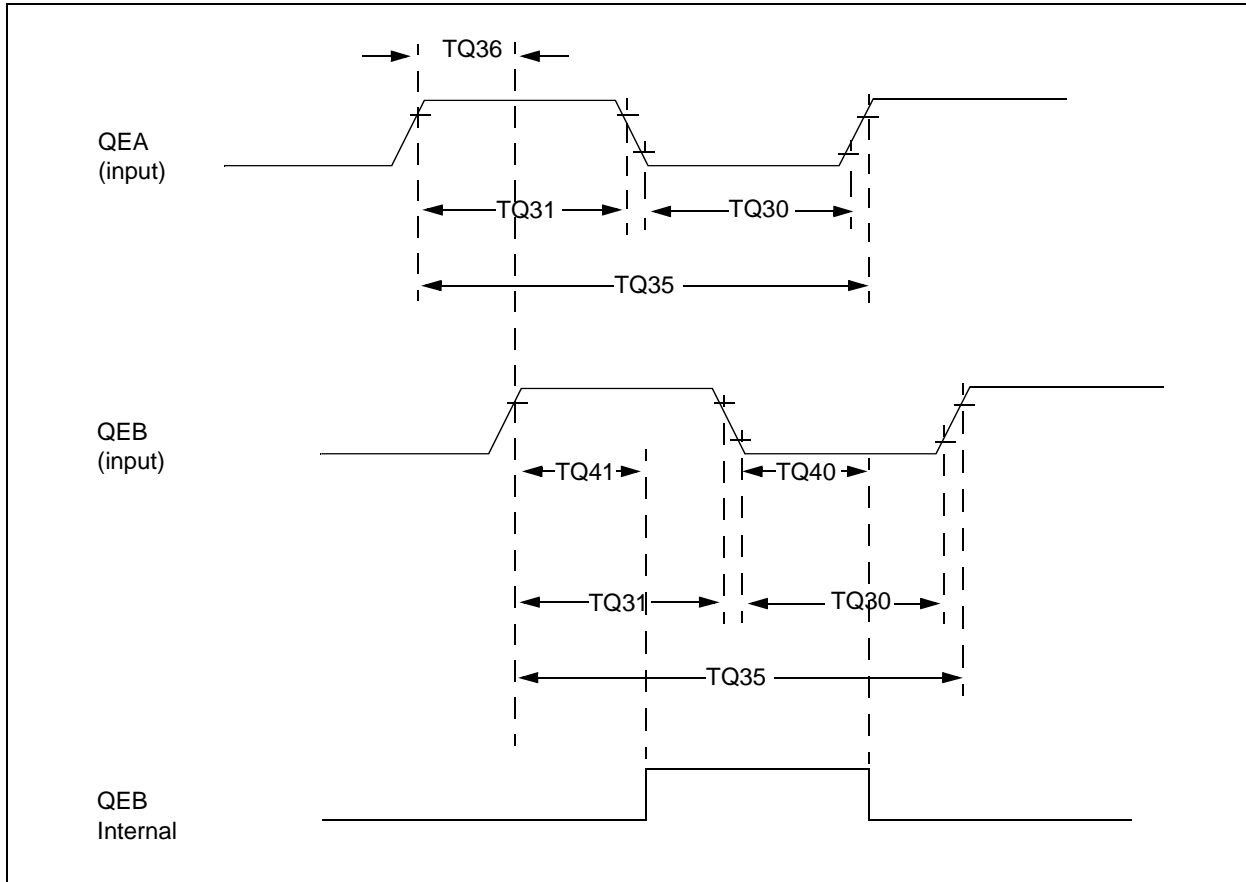 TQ36
QEA
(input)
TQ31
TQ30
TQ35
QEB
(input)
TQ41
TQ40
TQ31
TQ30
TQ35
QEB
Internal